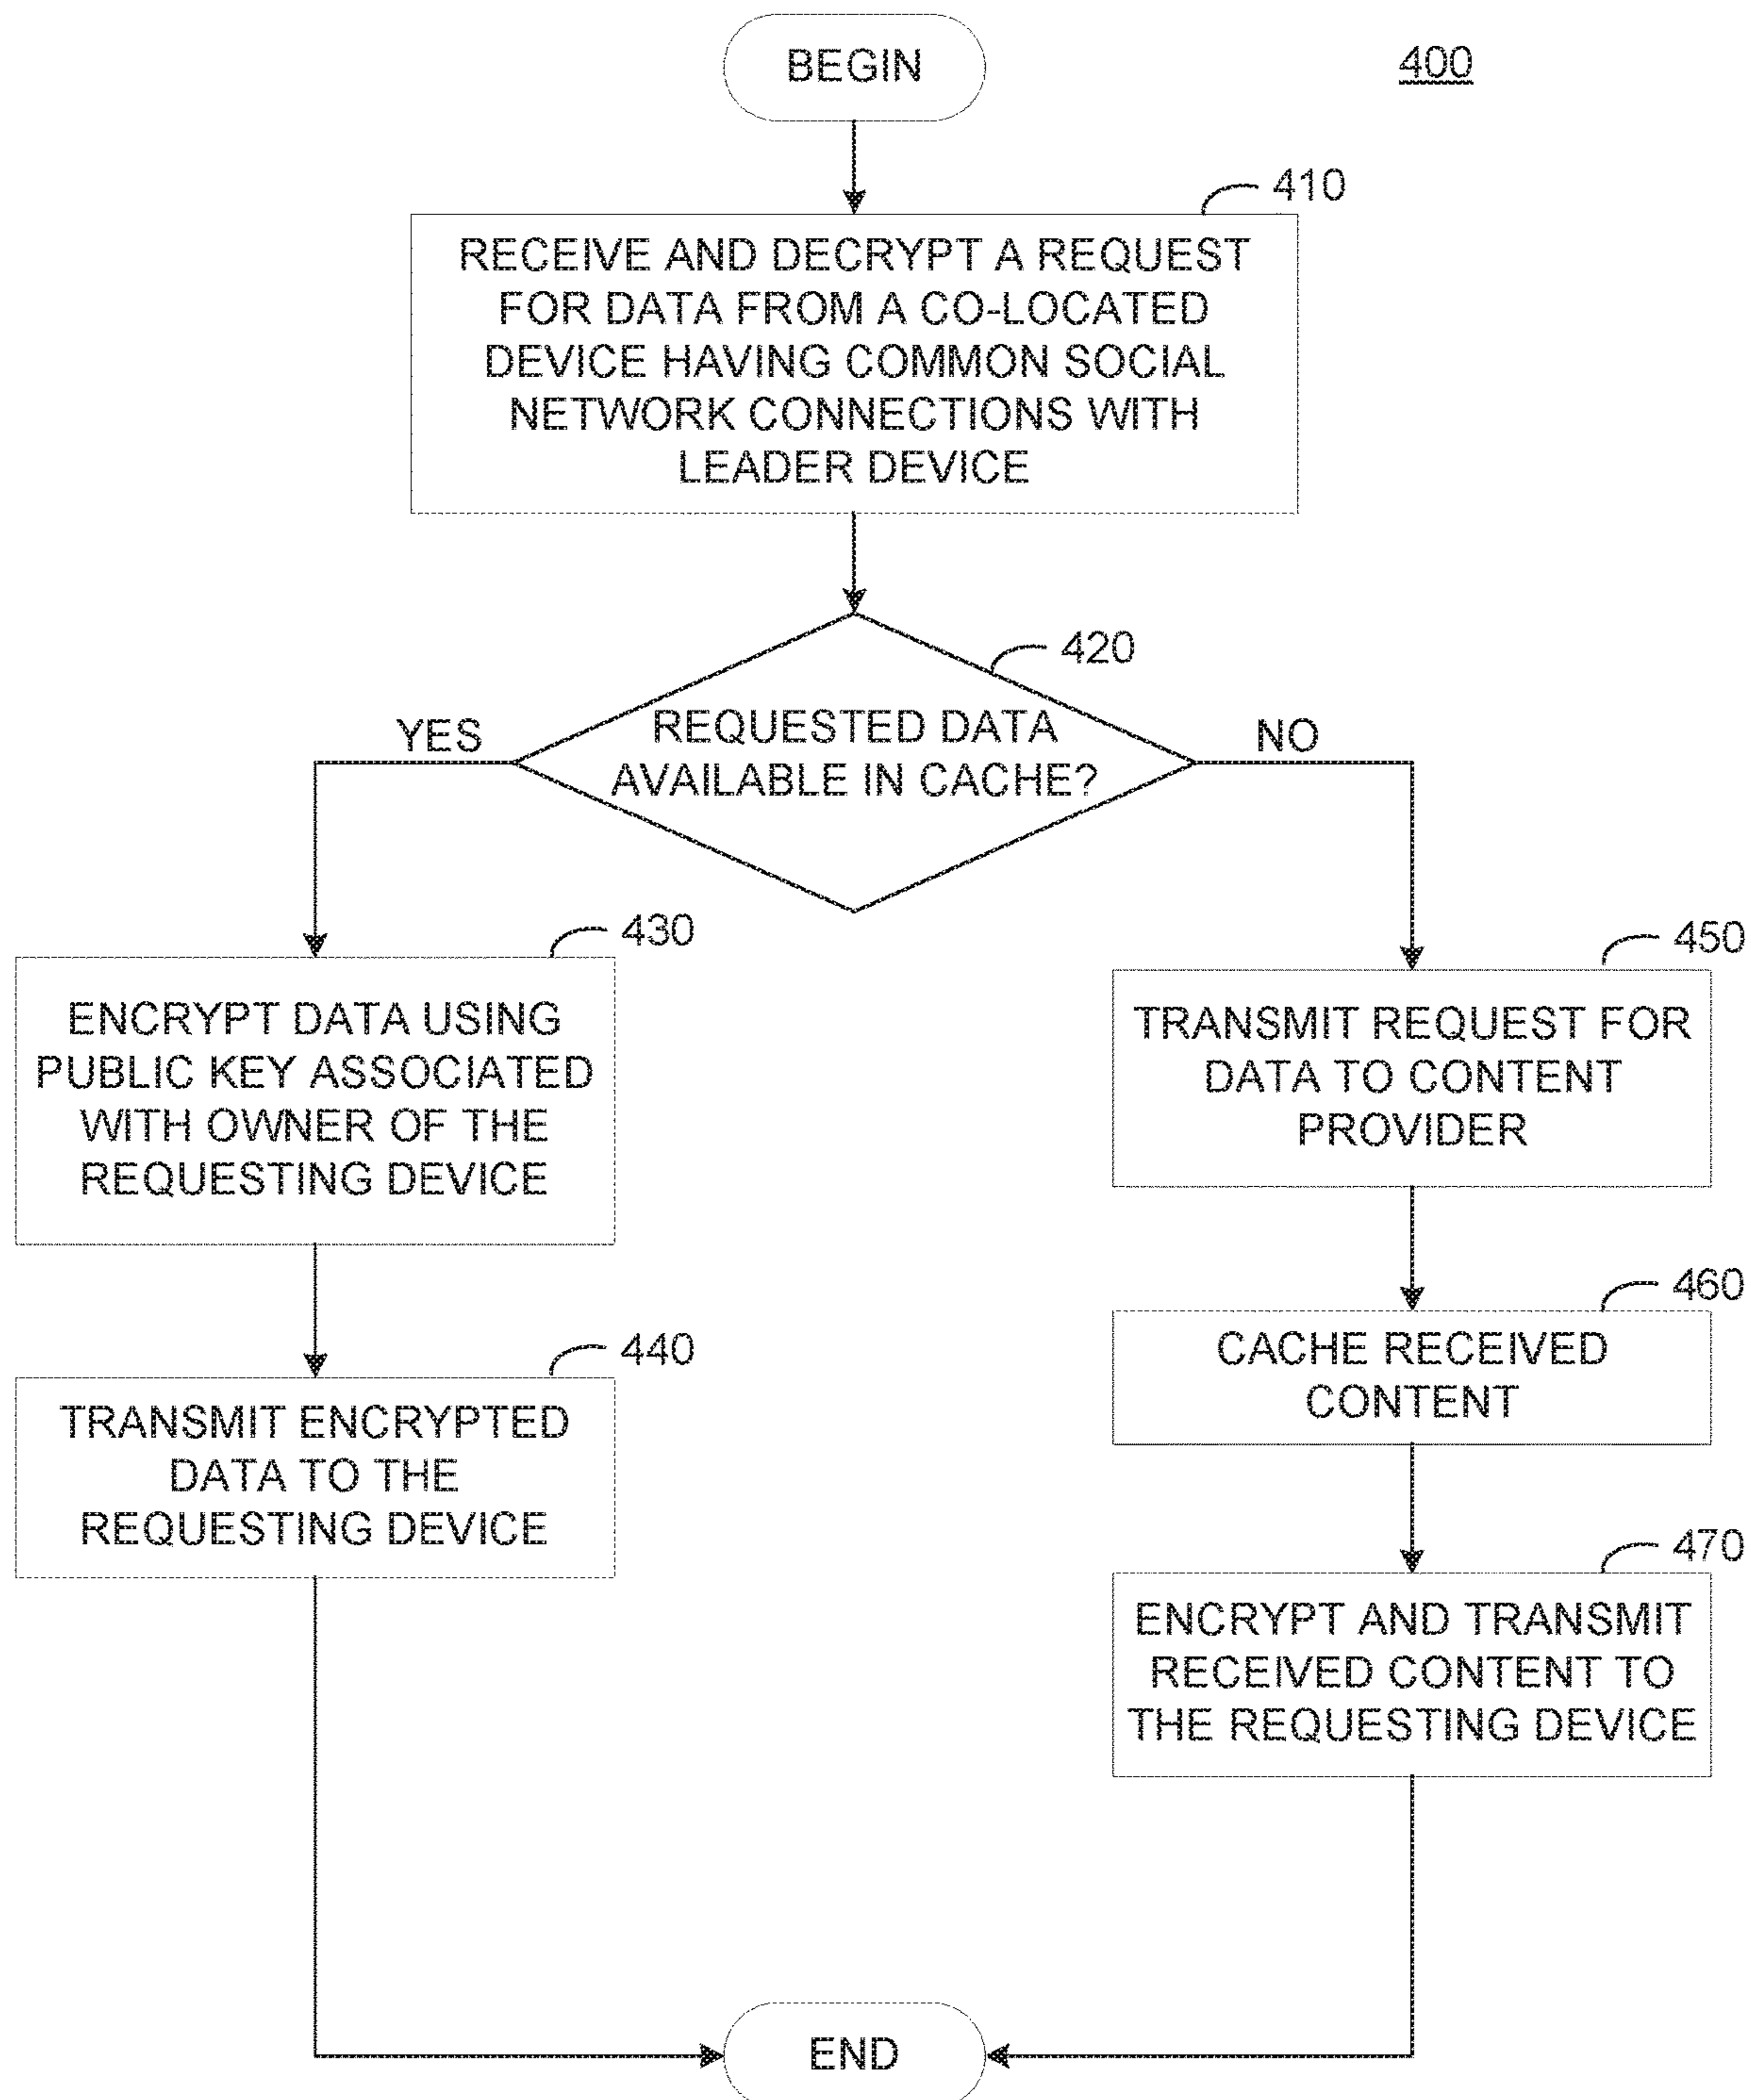 BEGIN
400
410
RECEIVE AND DECRYPT A REQUEST
FOR DATA FROM A CO-LOCATED
DEVICE HAVING COMMON SOCIAL
NETWORK CONNECTIONS WITH
LEADER DEVICE
420
REQUESTED DATA
AVAILABLE IN CACHE?
YES
NO
430
ENCRYPT DATA USING
PUBLIC KEY ASSOCIATED
WITH OWNER OF THE
REQUESTING DEVICE
440
TRANSMIT ENCRYPTED
DATA TO THE
REQUESTING DEVICE
450
TRANSMIT REQUEST FOR
DATA TO CONTENT
PROVIDER
460
CACHE RECEIVED
CONTENT
470
ENCRYPT AND TRANSMIT
RECEIVED CONTENT TO
THE REQUESTING DEVICE
END